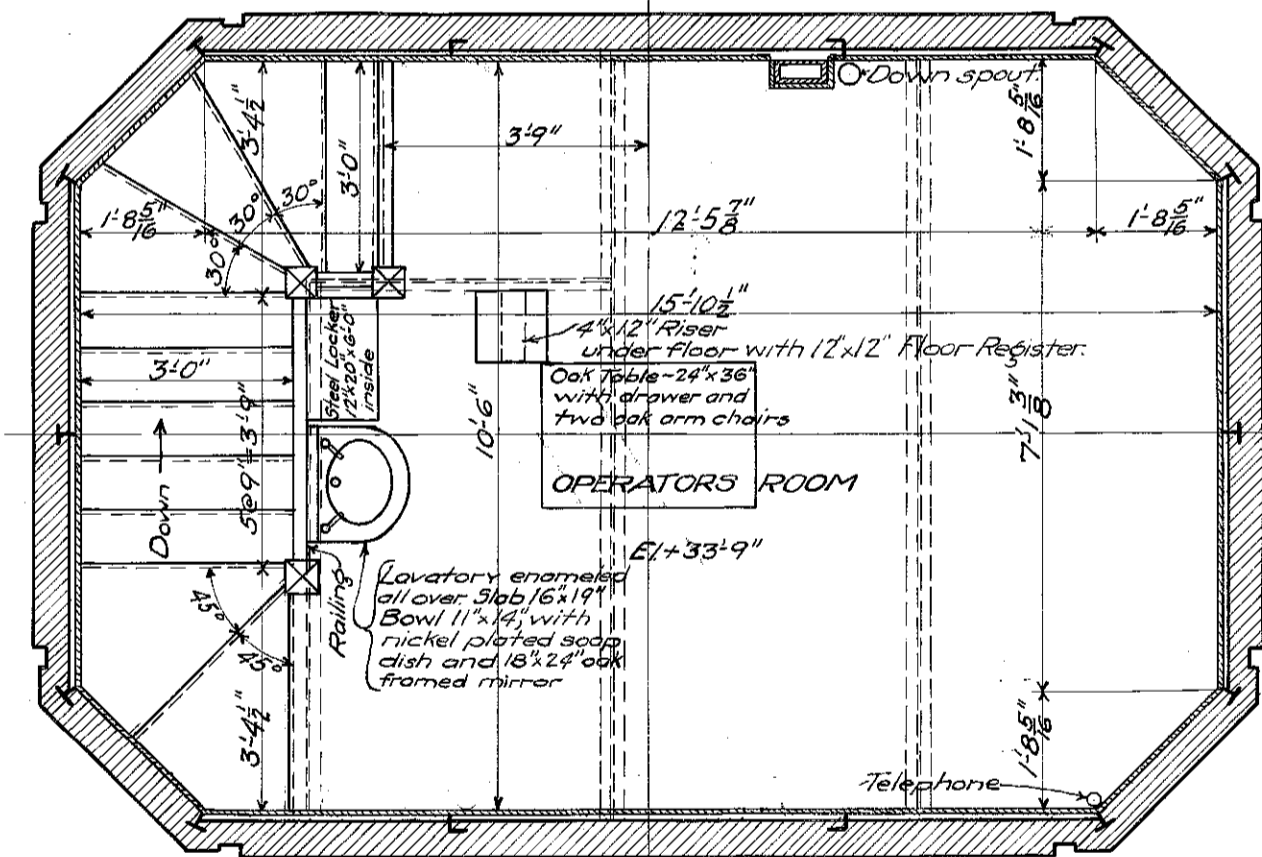 Down spout.
3'-4½"
3'-0"
3'-9"
1'-8 5/16"
30°
30°
30°
1'-8 5/16"
12'-5⅞"
1'-8 5/16"
15'-10½"
4"x12" Riser
under floor with 12"x12" Floor Register.
Steel Locker
12"x20"x6'-0"
inside
Oak Table-24"x36"
with drawer and
two oak arm chairs
3'-0"
Down
5@9"=3'-9"
10'-6"
7'-1⅜"
OPERATORS ROOM
El+33'-9"
45°
45°
Railing
Lavatory enameled
all over. Slab 16"x19"
Bowl 11"x14", with
nickel plated soap
dish and 18"x24" oak
framed mirror
3'-4½"
1'-8 5/16"
Telephone